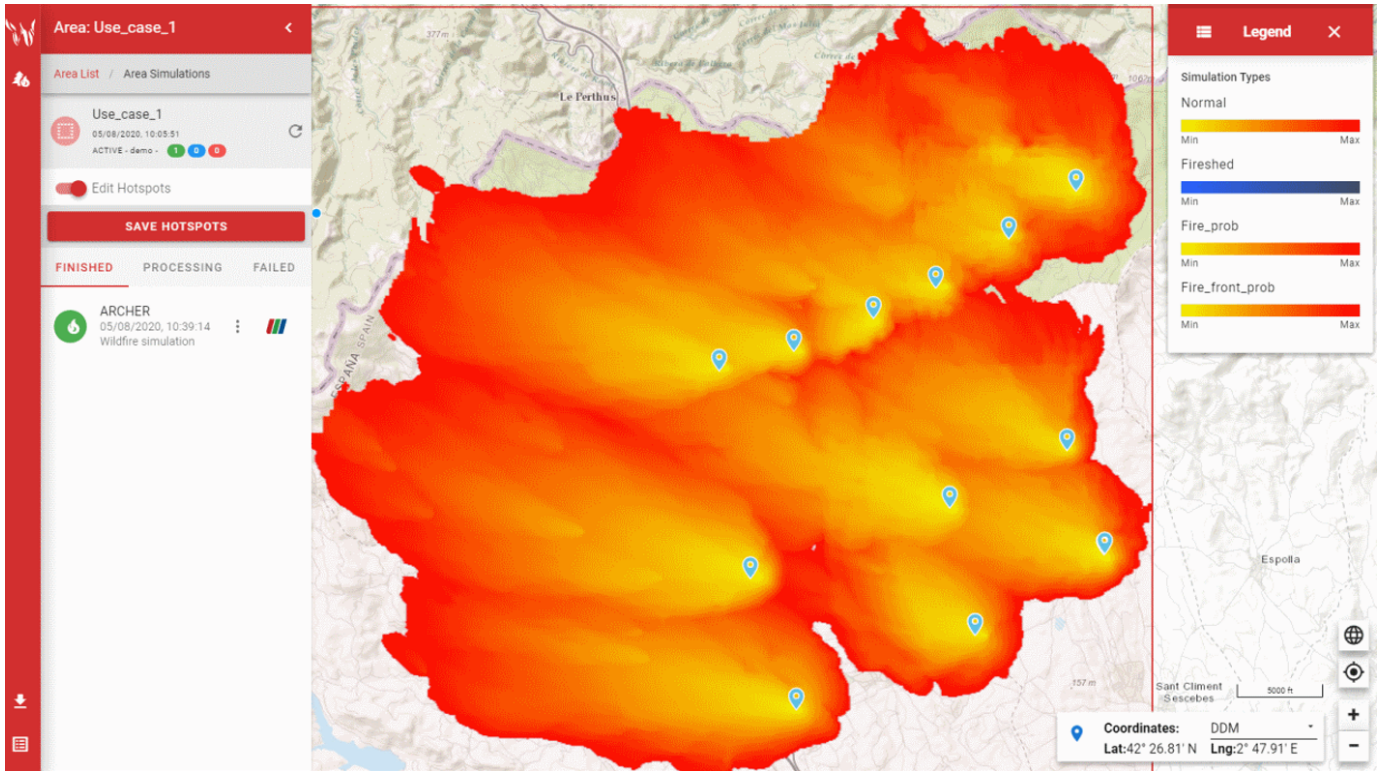 Area: Use_case_1
Area List / Area Simulations
Use_case_1
05/08/2020, 10:05:51
ACTIVE - demo - 1 0 0
Edit Hotspots
SAVE HOTSPOTS
FINISHED PROCESSING FAILED
ARCHER
05/08/2020, 10:39:14
Wildfire simulation
377 m
Le Perthus
ESPAÑA SPAIN
Legend
Simulation Types
Normal
Min Max
Fireshed
Min Max
Fire_prob
Min Max
Fire_front_prob
Min Max
Espolla
157 m
Sant Climent
Sescebes
5000 ft
Coordinates: DDM
Lat:42° 26.81' N Lng:2° 47.91' E